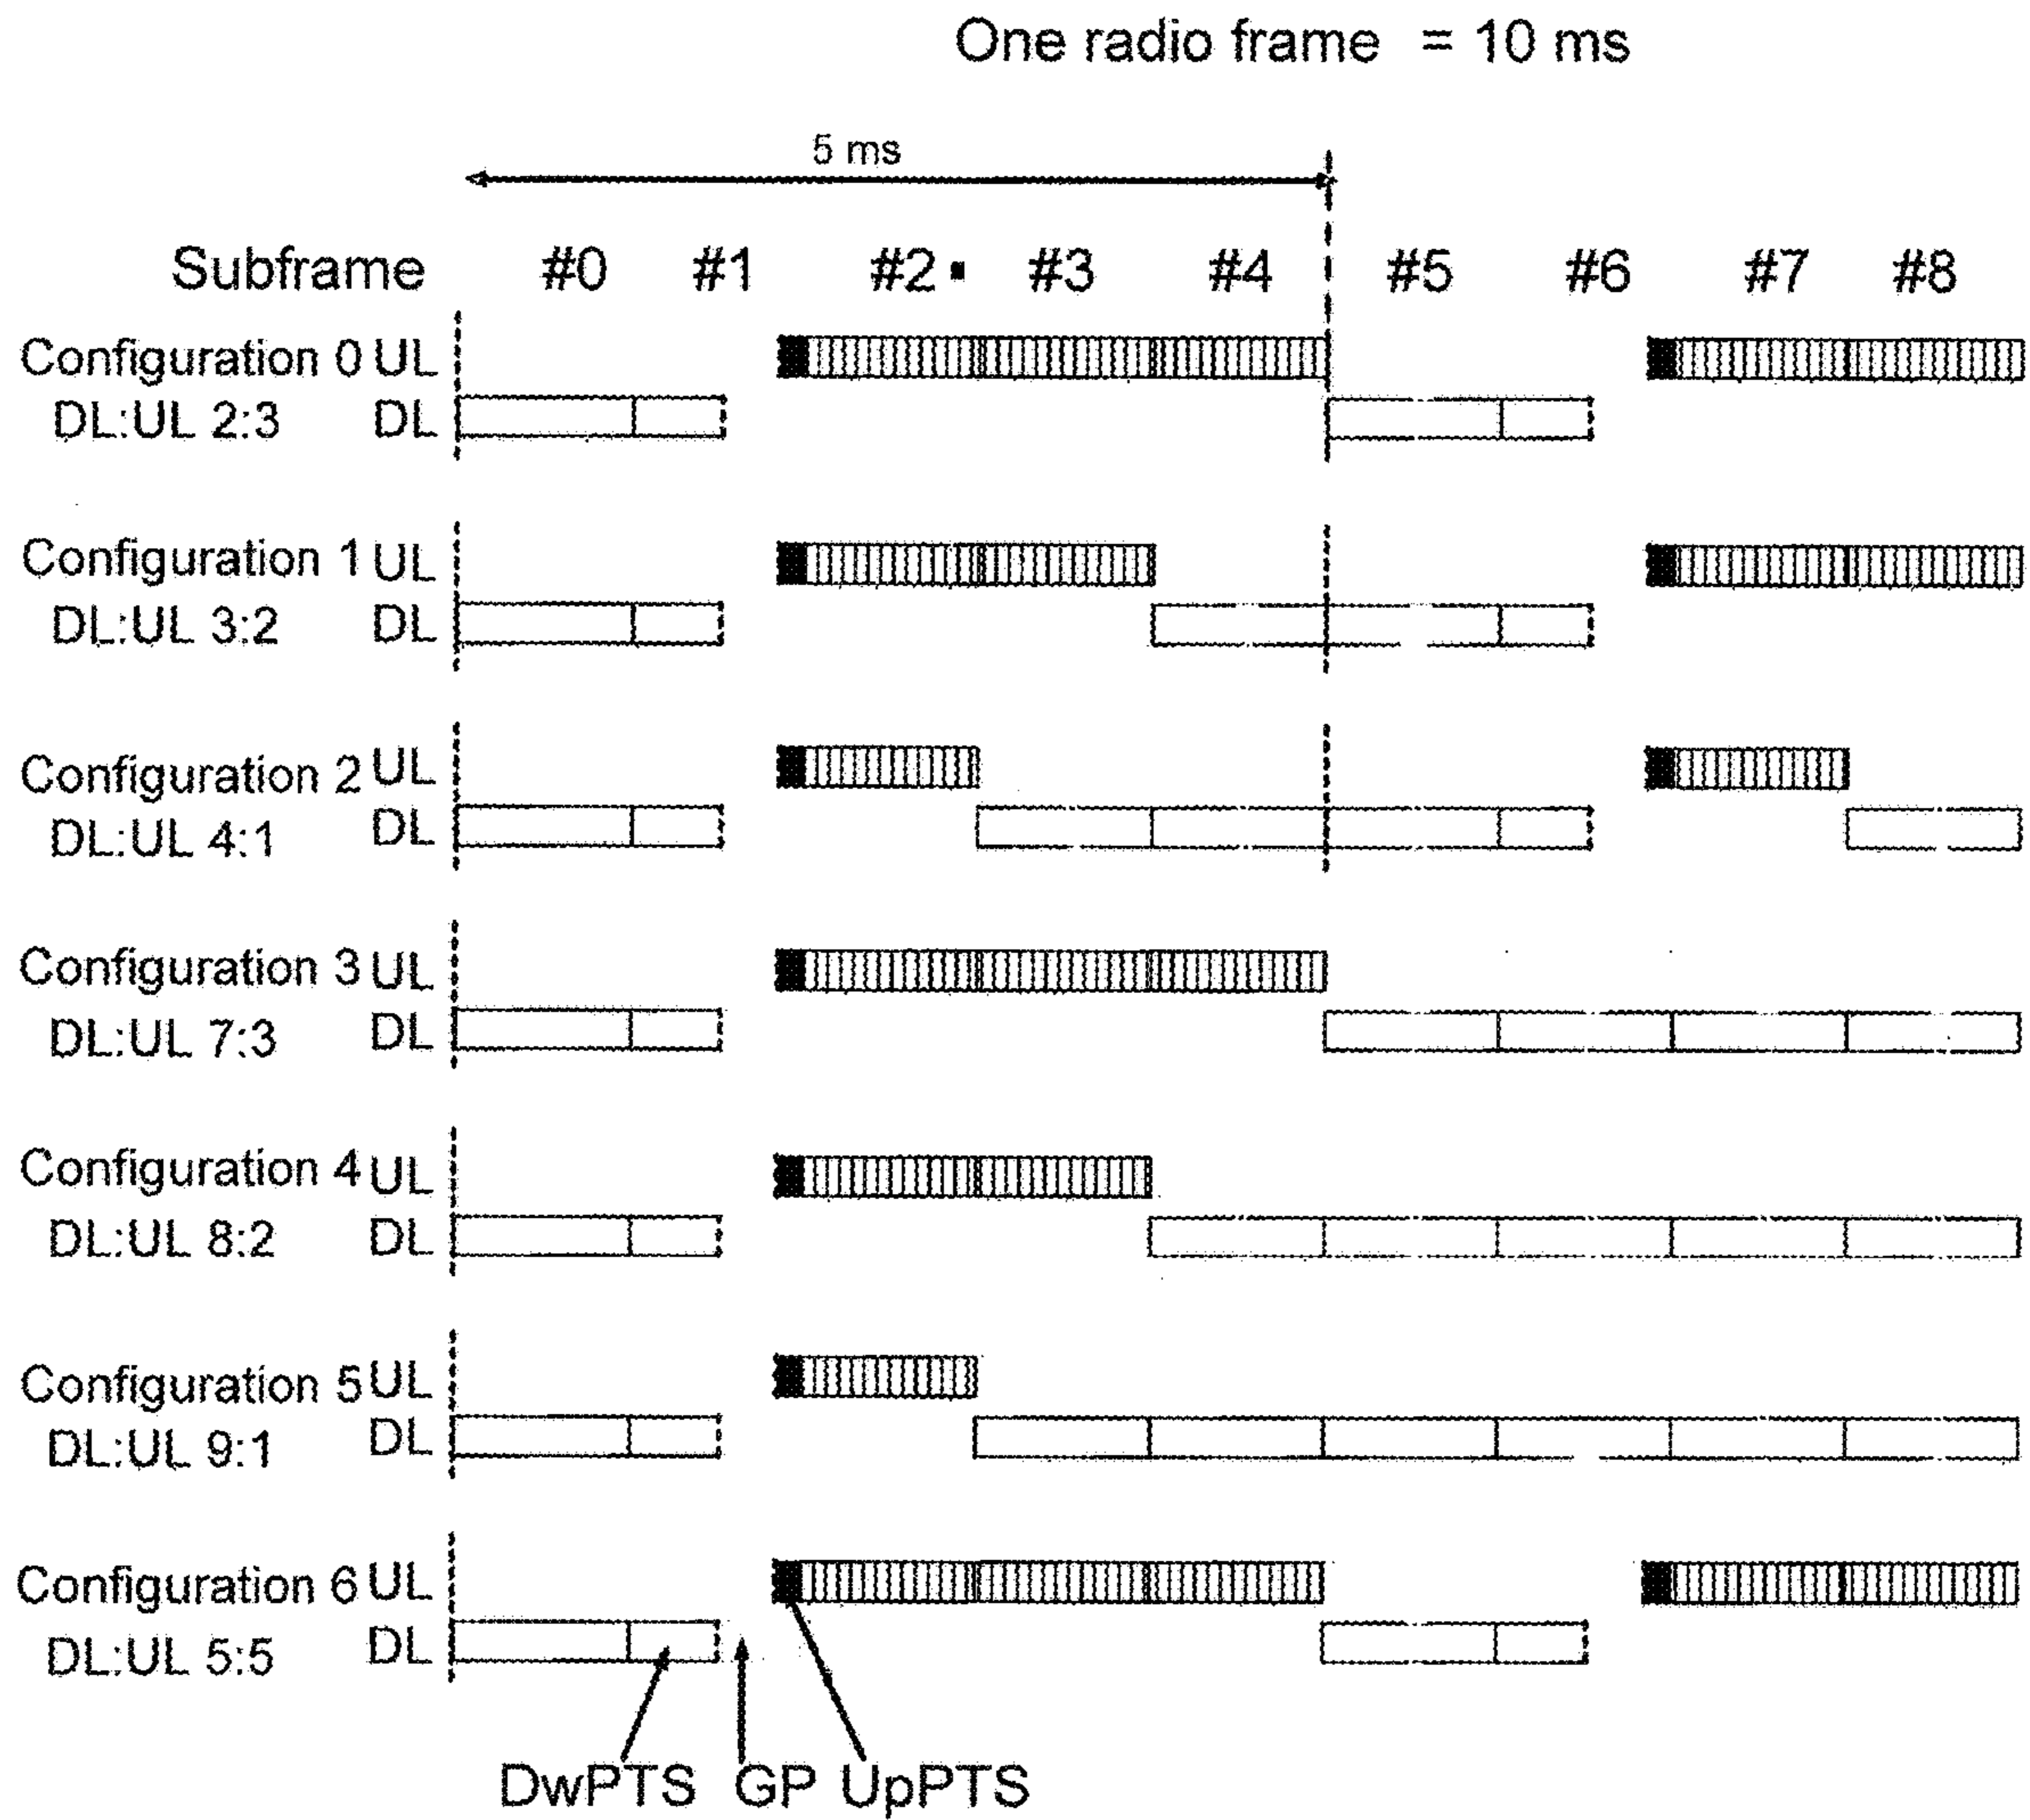 One radio frame = 10 ms
5 ms
Subframe #0 #1 #2 #3 #4 #5 #6 #7 #8
Configuration 0 UL
DL:UL 2:3 DL
Configuration 1 UL
DL:UL 3:2 DL
Configuration 2 UL
DL:UL 4:1 DL
Configuration 3 UL
DL:UL 7:3 DL
Configuration 4 UL
DL:UL 8:2 DL
Configuration 5 UL
DL:UL 9:1 DL
Configuration 6 UL
DL:UL 5:5 DL
DwPTS GP UpPTS